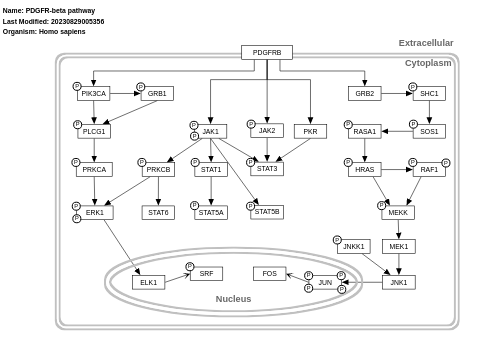 Name: PDGFR-beta pathway
Last Modified: 20230829005356
Organism: Homo sapiens
Extracellular
PDGFRB
Cytoplasm
P P P
PIK3CA GRB1 GRB2 SHC1
P P P P P
PLCG1 JAK1 JAK2 PKR RASA1 SOS1
P
P P P P P P
PRKCA PRKCB STAT1 STAT3 HRAS RAF1
P P P P
ERK1 STAT6 STAT5A STAT5B MEKK
P
P
JNKK1 MEK1
P P P
ELK1 SRF FOS JUN JNK1
P P
Nucleus